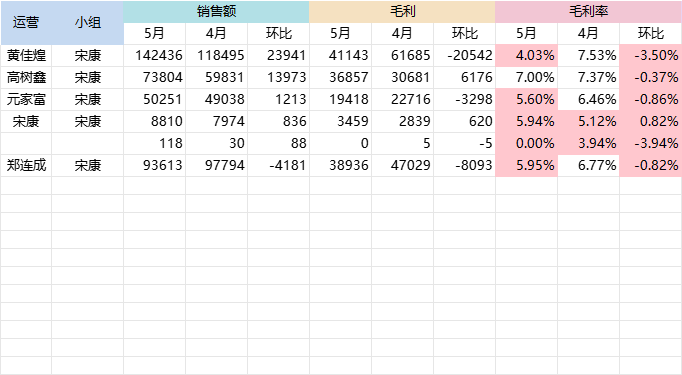 运营 小组 销售额 毛利 毛利率
5月 4月 环比 5月 4月 环比 5月 4月 环比
黄佳煌 宋康 142436 118495 23941 41143 61685 -20542 4.03% 7.53% -3.50%
高树鑫 宋康 73804 59831 13973 36857 30681 6176 7.00% 7.37% -0.37%
元家富 宋康 50251 49038 1213 19418 22716 -3298 5.60% 6.46% -0.86%
宋康 宋康 8810 7974 836 3459 2839 620 5.94% 5.12% 0.82%
118 30 88 0 5 -5 0.00% 3.94% -3.94%
郑连成 宋康 93613 97794 -4181 38936 47029 -8093 5.95% 6.77% -0.82%